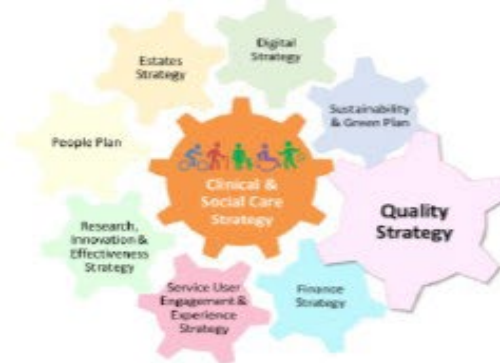 Digital
Strategy
Estates
Strategy
Sustainability
& Green Plan
People Plan
Clinical &
Social Care
Strategy
Quality
Strategy
Research,
Innovation &
Effectiveness
Strategy
Service User
Engagement &
Experience
Strategy
Finance
Strategy